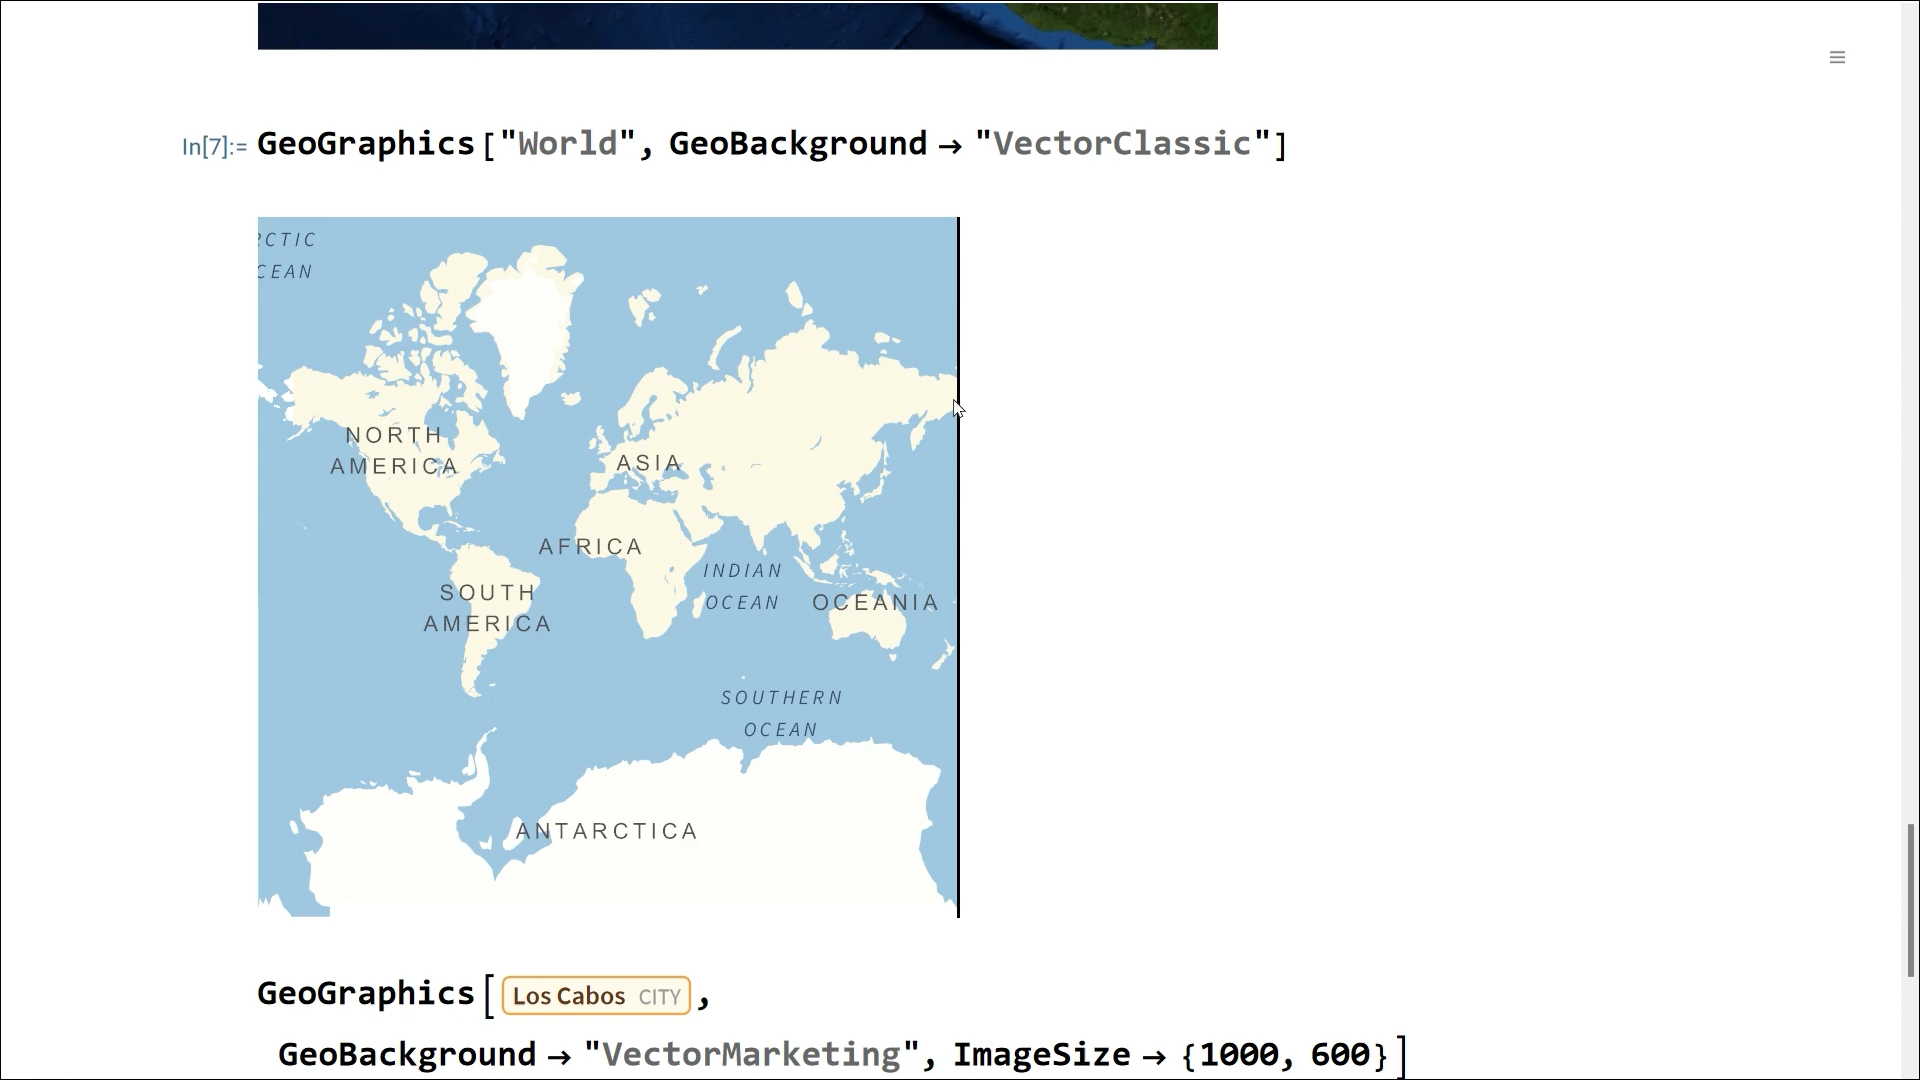 In[7]:= GeoGraphics["World", GeoBackground → "VectorClassic"]
RCTIC
CEAN
NORTH
AMERICA
ASIA
AFRICA
INDIAN
OCEAN
OCEANIA
SOUTH
AMERICA
SOUTHERN
OCEAN
ANTARCTICA
GeoGraphics[Los Cabos CITY,
GeoBackground → "VectorMarketing", ImageSize → {1000, 600}]